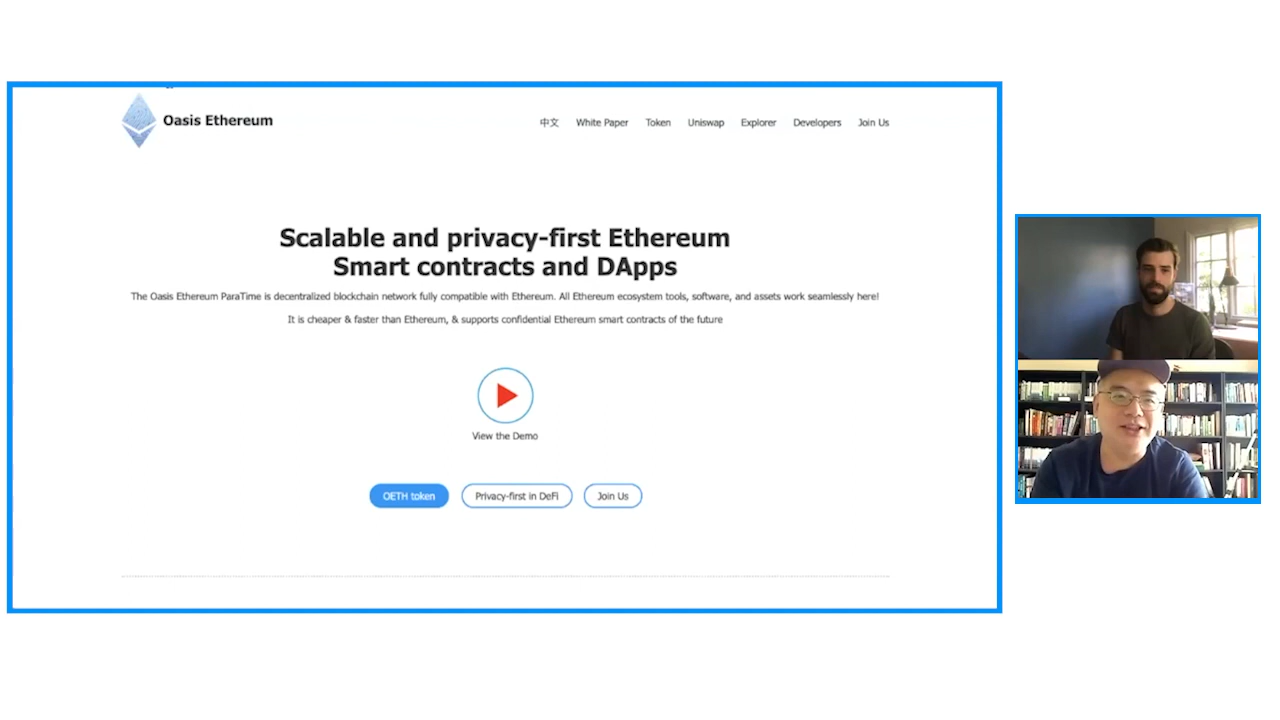 Oasis Ethereum
中文 White Paper Token Uniswap Explorer Developers Join Us
Scalable and privacy-first Ethereum
Smart contracts and DApps
The Oasis Ethereum ParaTime is decentralized blockchain network fully compatible with Ethereum. All Ethereum ecosystem tools, software, and assets work seamlessly here!
It is cheaper & faster than Ethereum, & supports confidential Ethereum smart contracts of the future
View the Demo
OETH token Privacy-first in DeFi Join Us